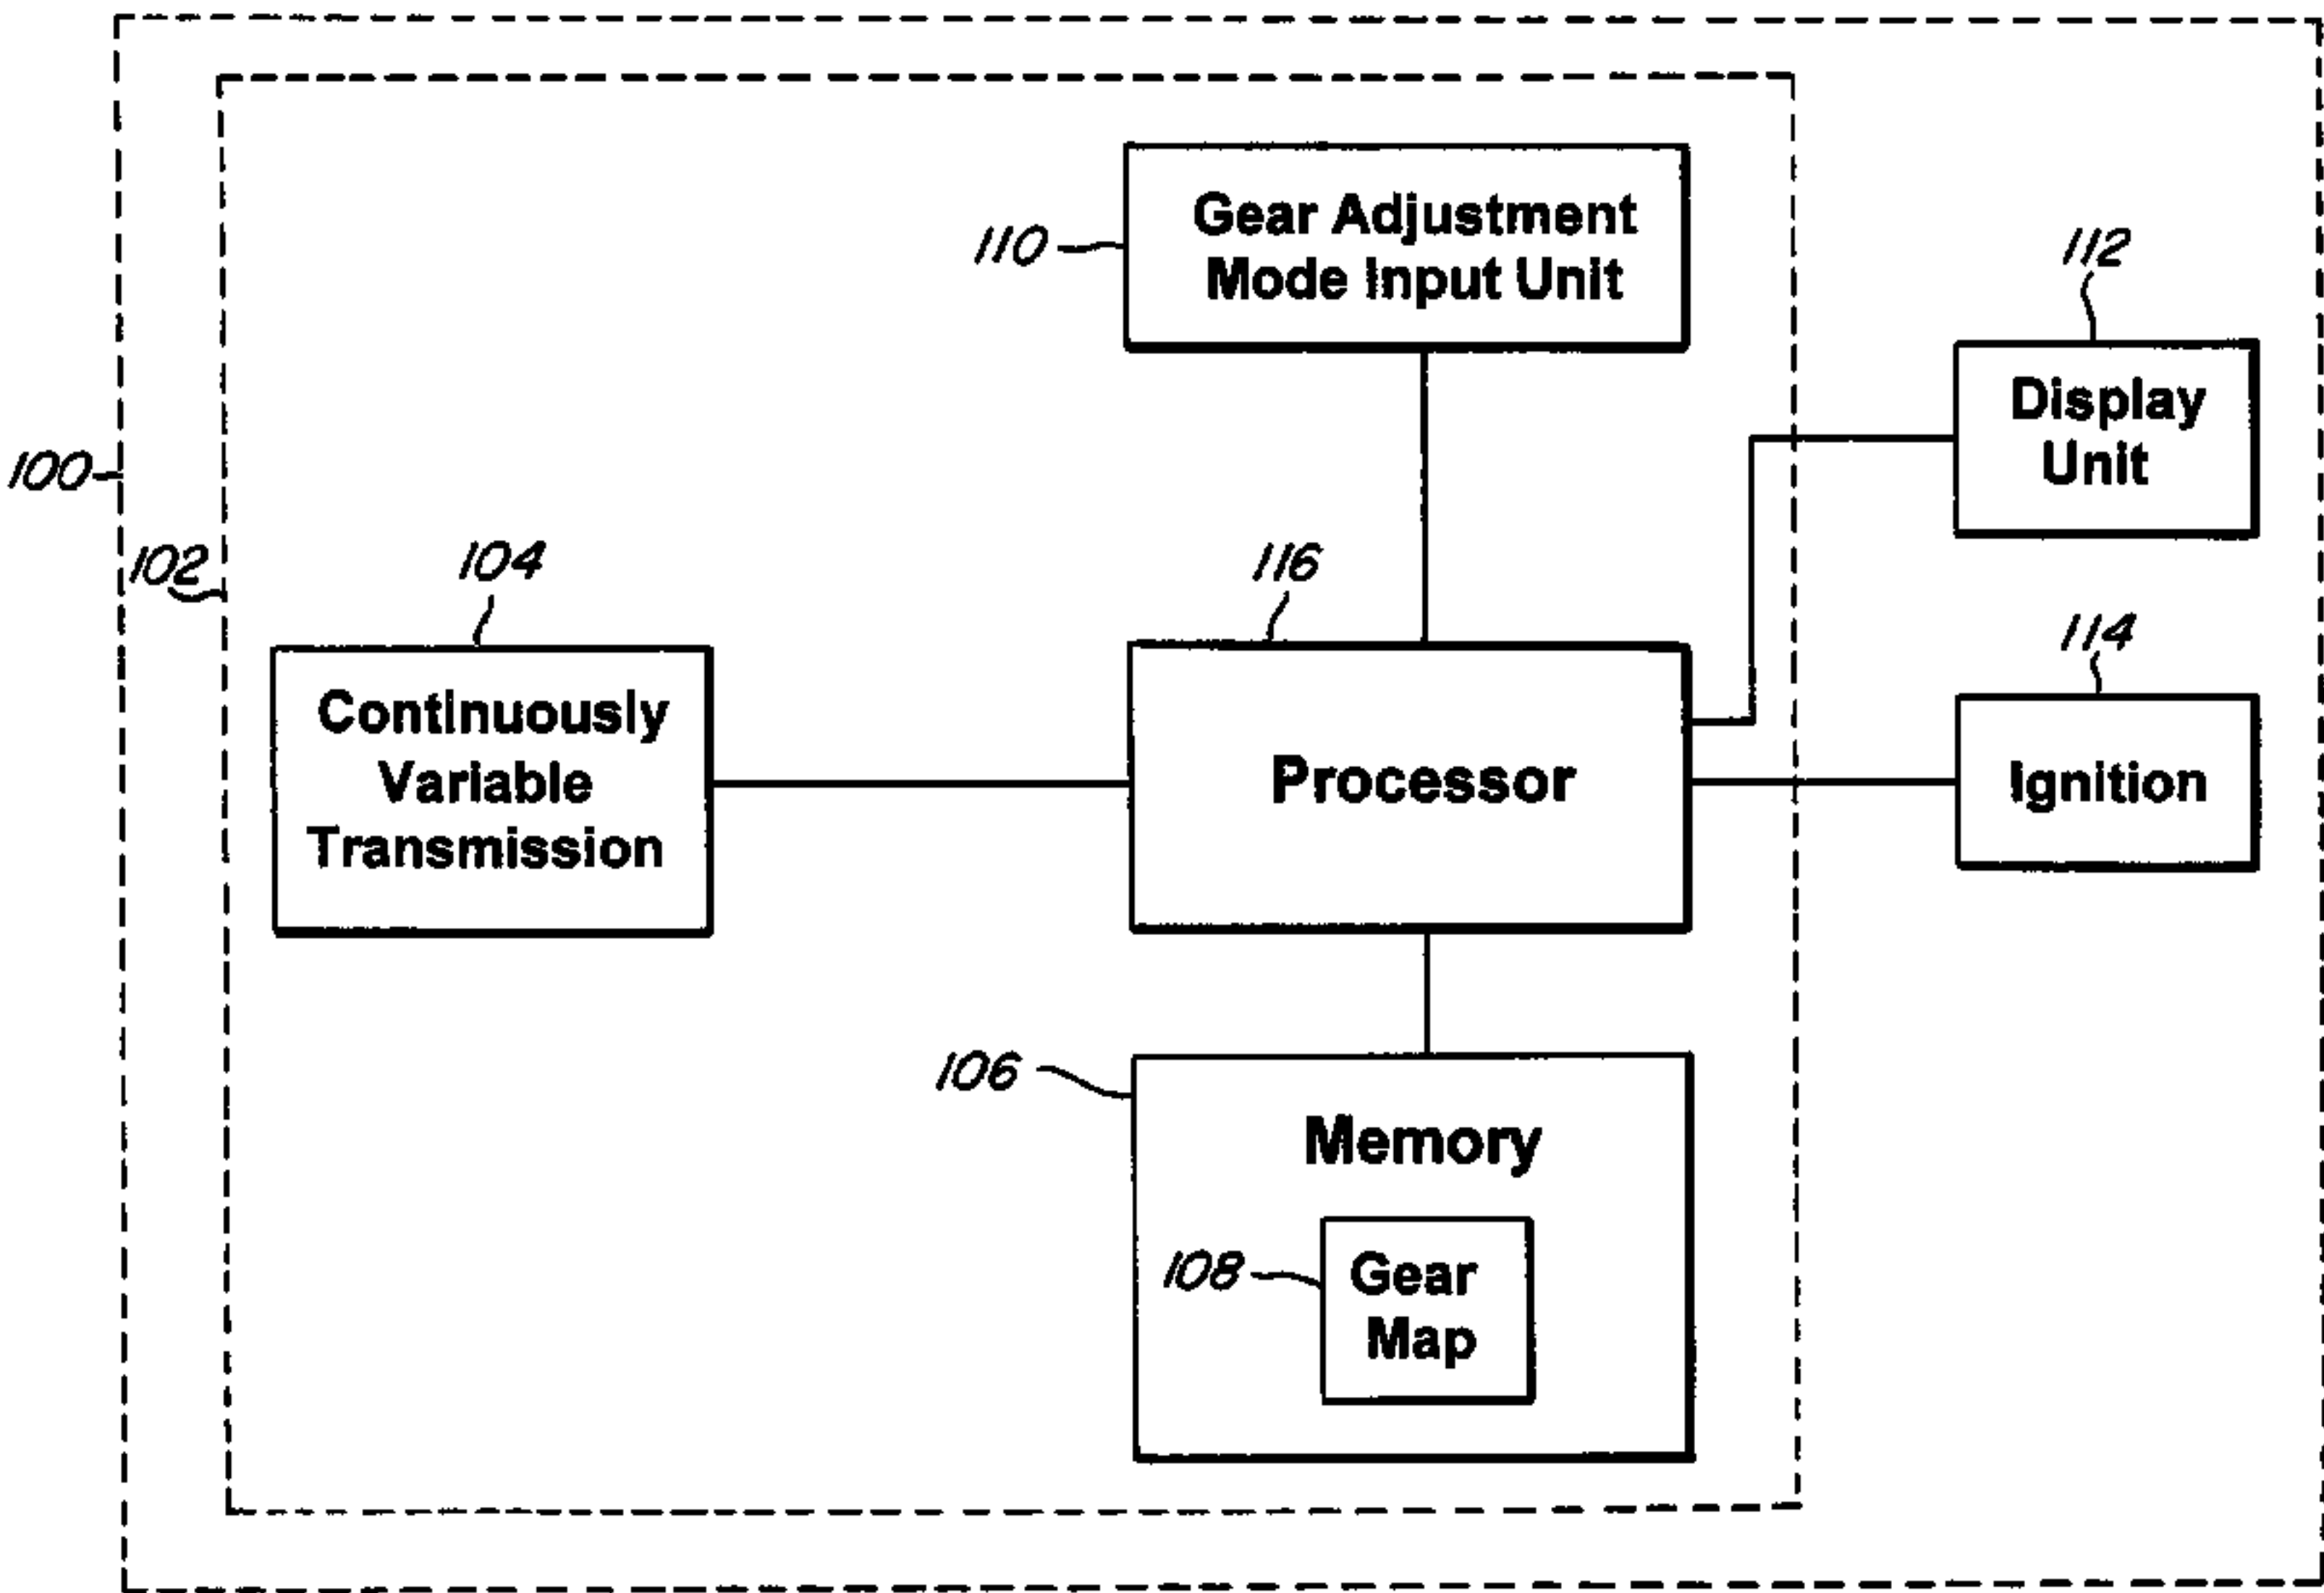 110
Gear Adjustment
Mode Input Unit
112
Display
Unit
100
102
104
Continuously
Variable
Transmission
116
Processor
114
Ignition
106
Memory
108
Gear
Map